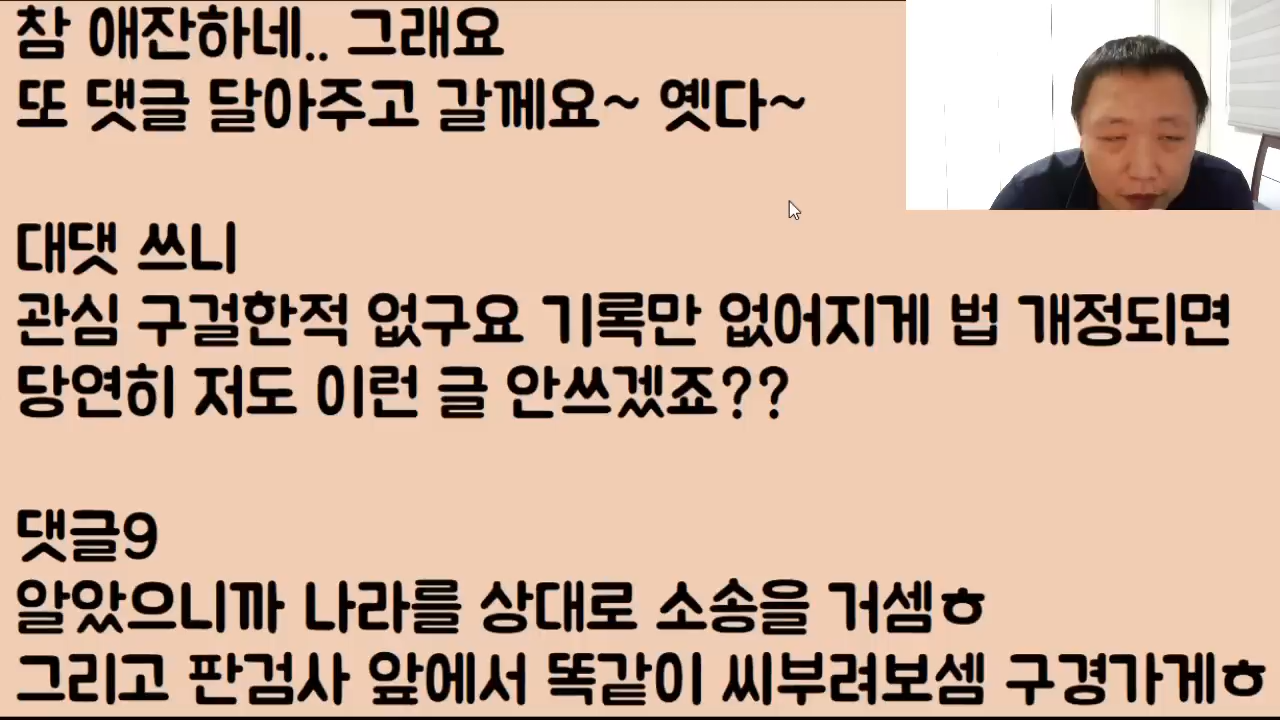 참 애잔하네.. 그래요
또 댓글 달아주고 갈께요~ 옛다~
대댓 쓰니
관심 구걸한적 없구요 기록만 없어지게 법 개정되면
당연히 저도 이런 글 안쓰겠죠??
댓글9
알았으니까 나라를 상대로 소송을 거셈ㅎ
그리고 판검사 앞에서 똑같이 씨부려보셈 구경가게ㅎ